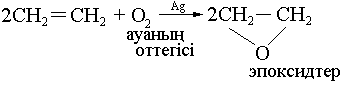 2CH₂=CH₂ + O₂ —Ag→ 2CH₂—CH₂
ауаның
оттегісі
O
эпоксидтер